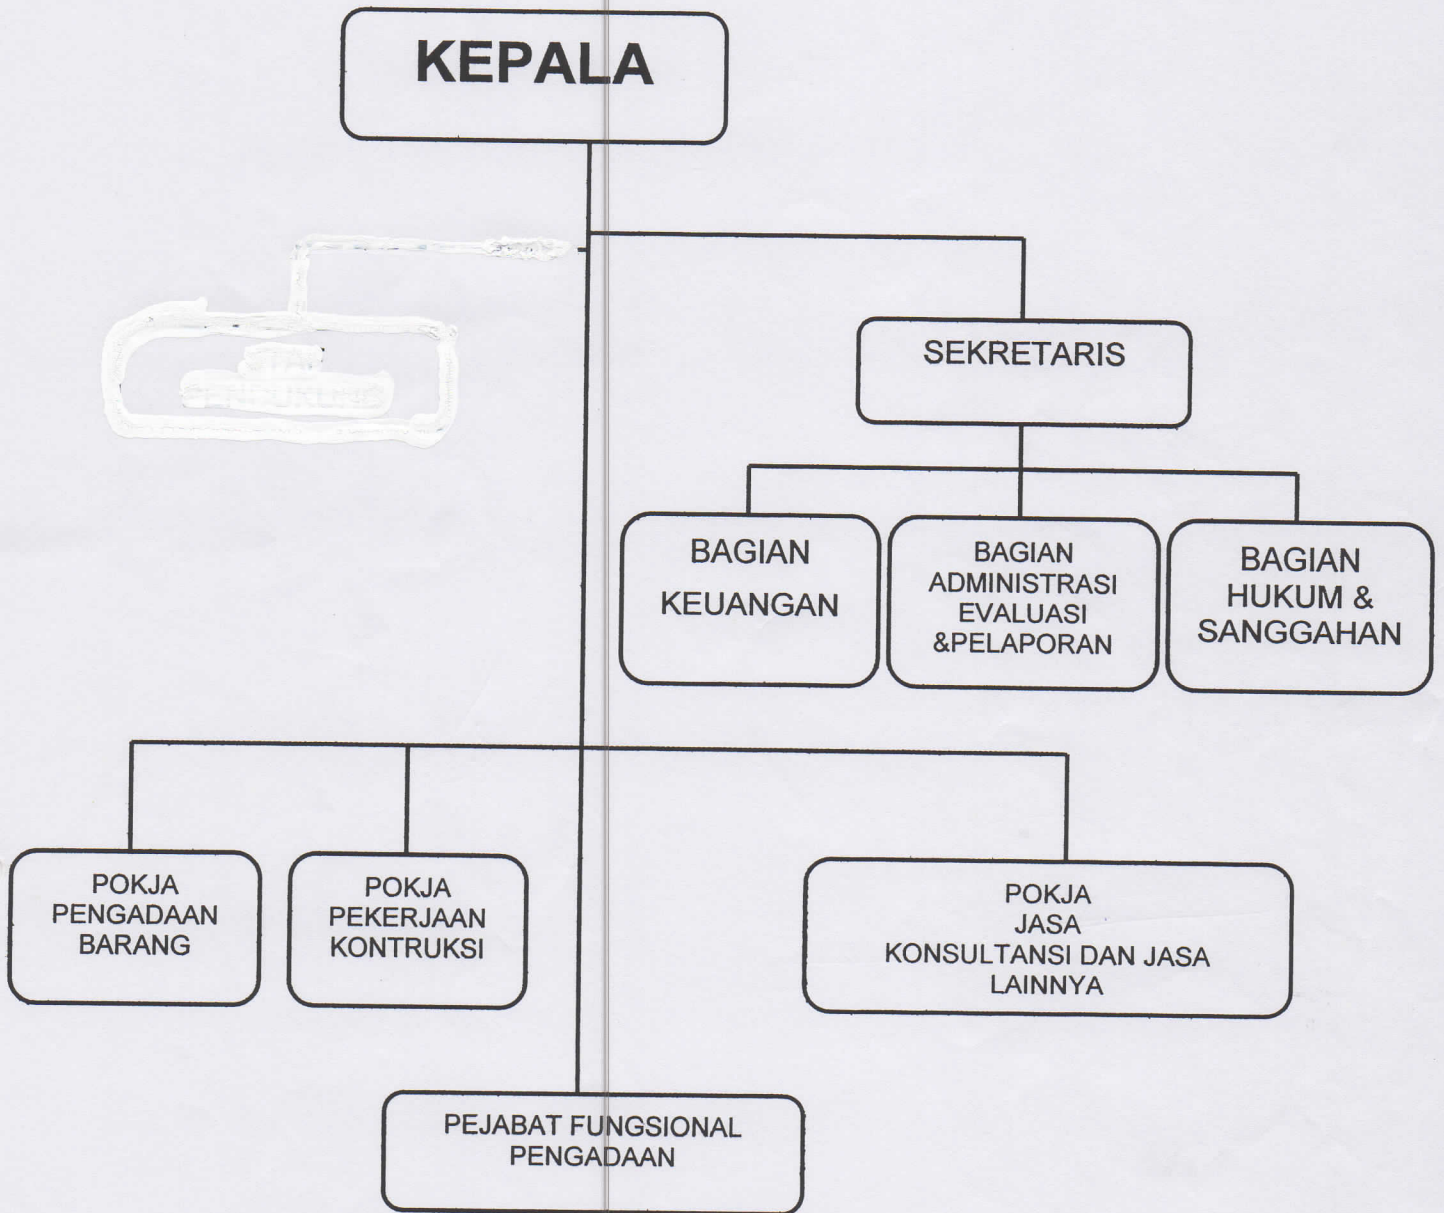 KEPALA
SEKRETARIS
BAGIAN
KEUANGAN
BAGIAN
ADMINISTRASI
EVALUASI
&PELAPORAN
BAGIAN
HUKUM &
SANGGAHAN
POKJA
PENGADAAN
BARANG
POKJA
PEKERJAAN
KONTRUKSI
POKJA
JASA
KONSULTANSI DAN JASA
LAINNYA
PEJABAT FUNGSIONAL
PENGADAAN